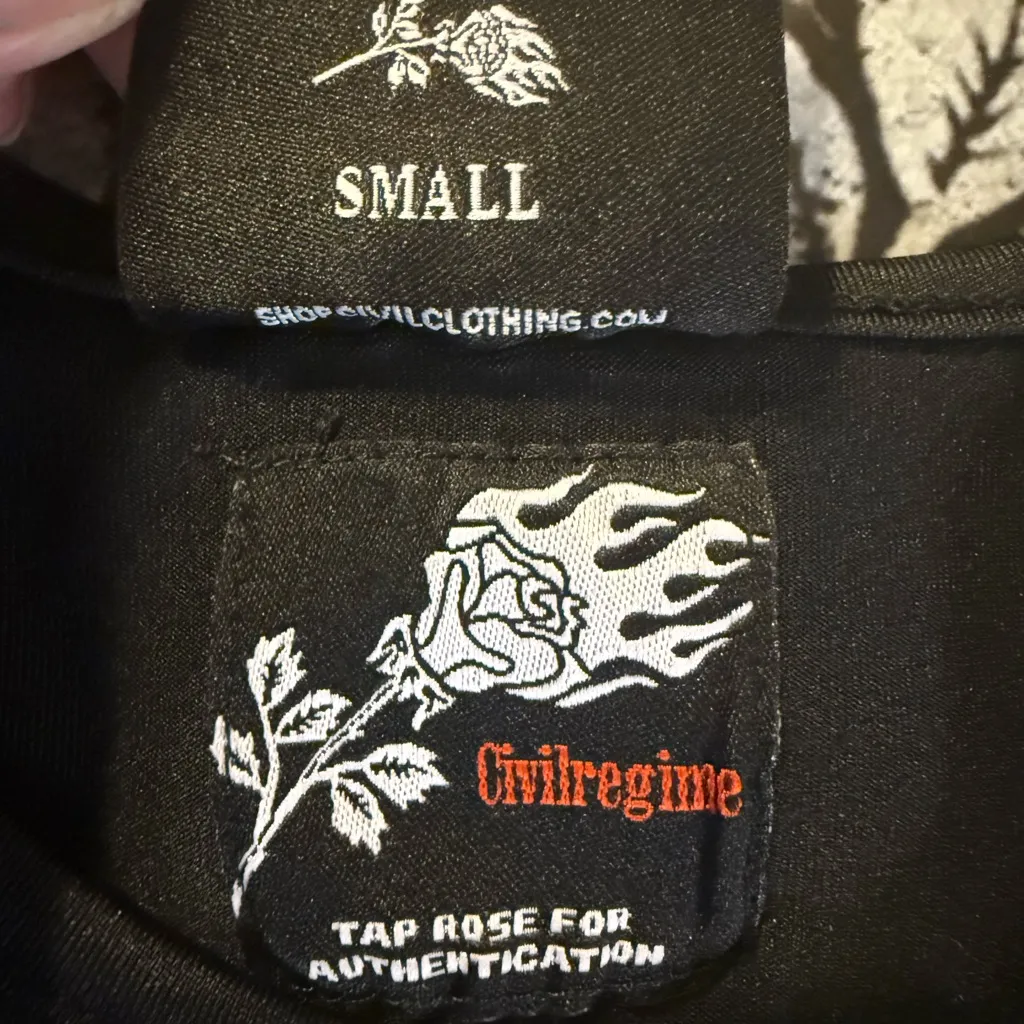 SMALL
SHOPCIVILCLOTHING.COM
Civilregime
TAP ROSE FOR
AUTHENTICATION